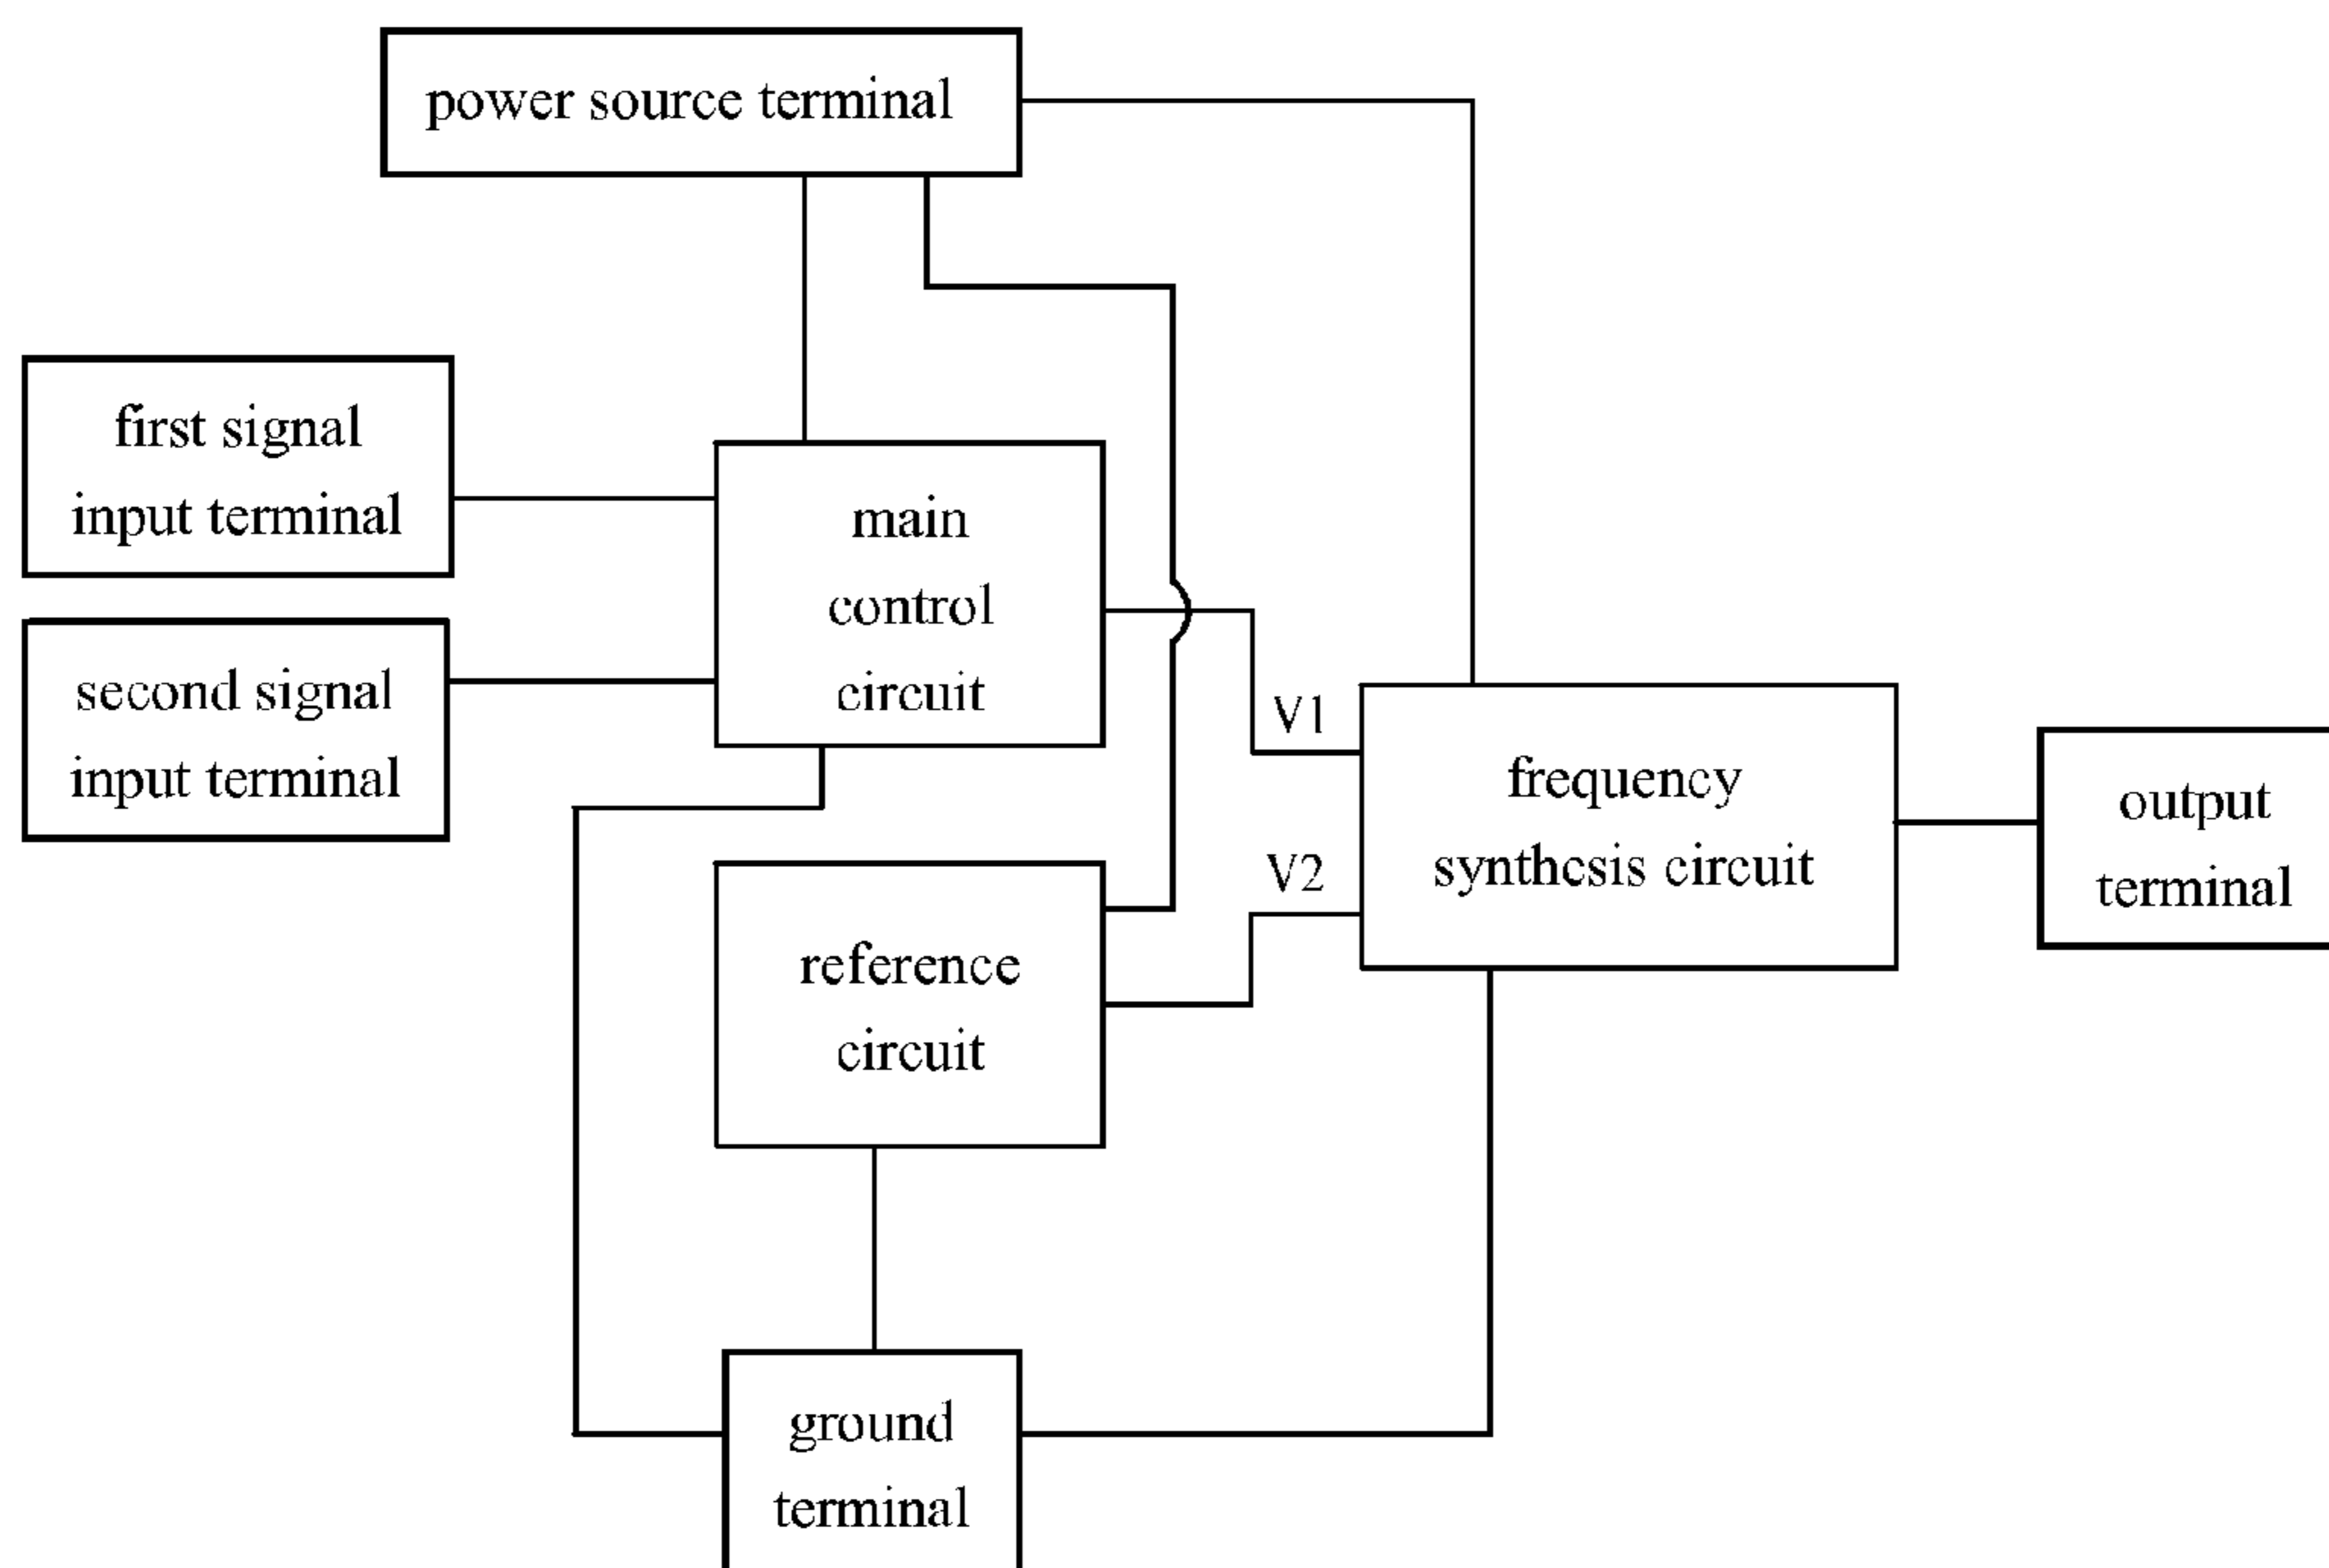 power source terminal
first signal
input terminal
main
control
circuit
second signal
input terminal
V1
frequency
synthesis circuit
output
terminal
V2
reference
circuit
ground
terminal